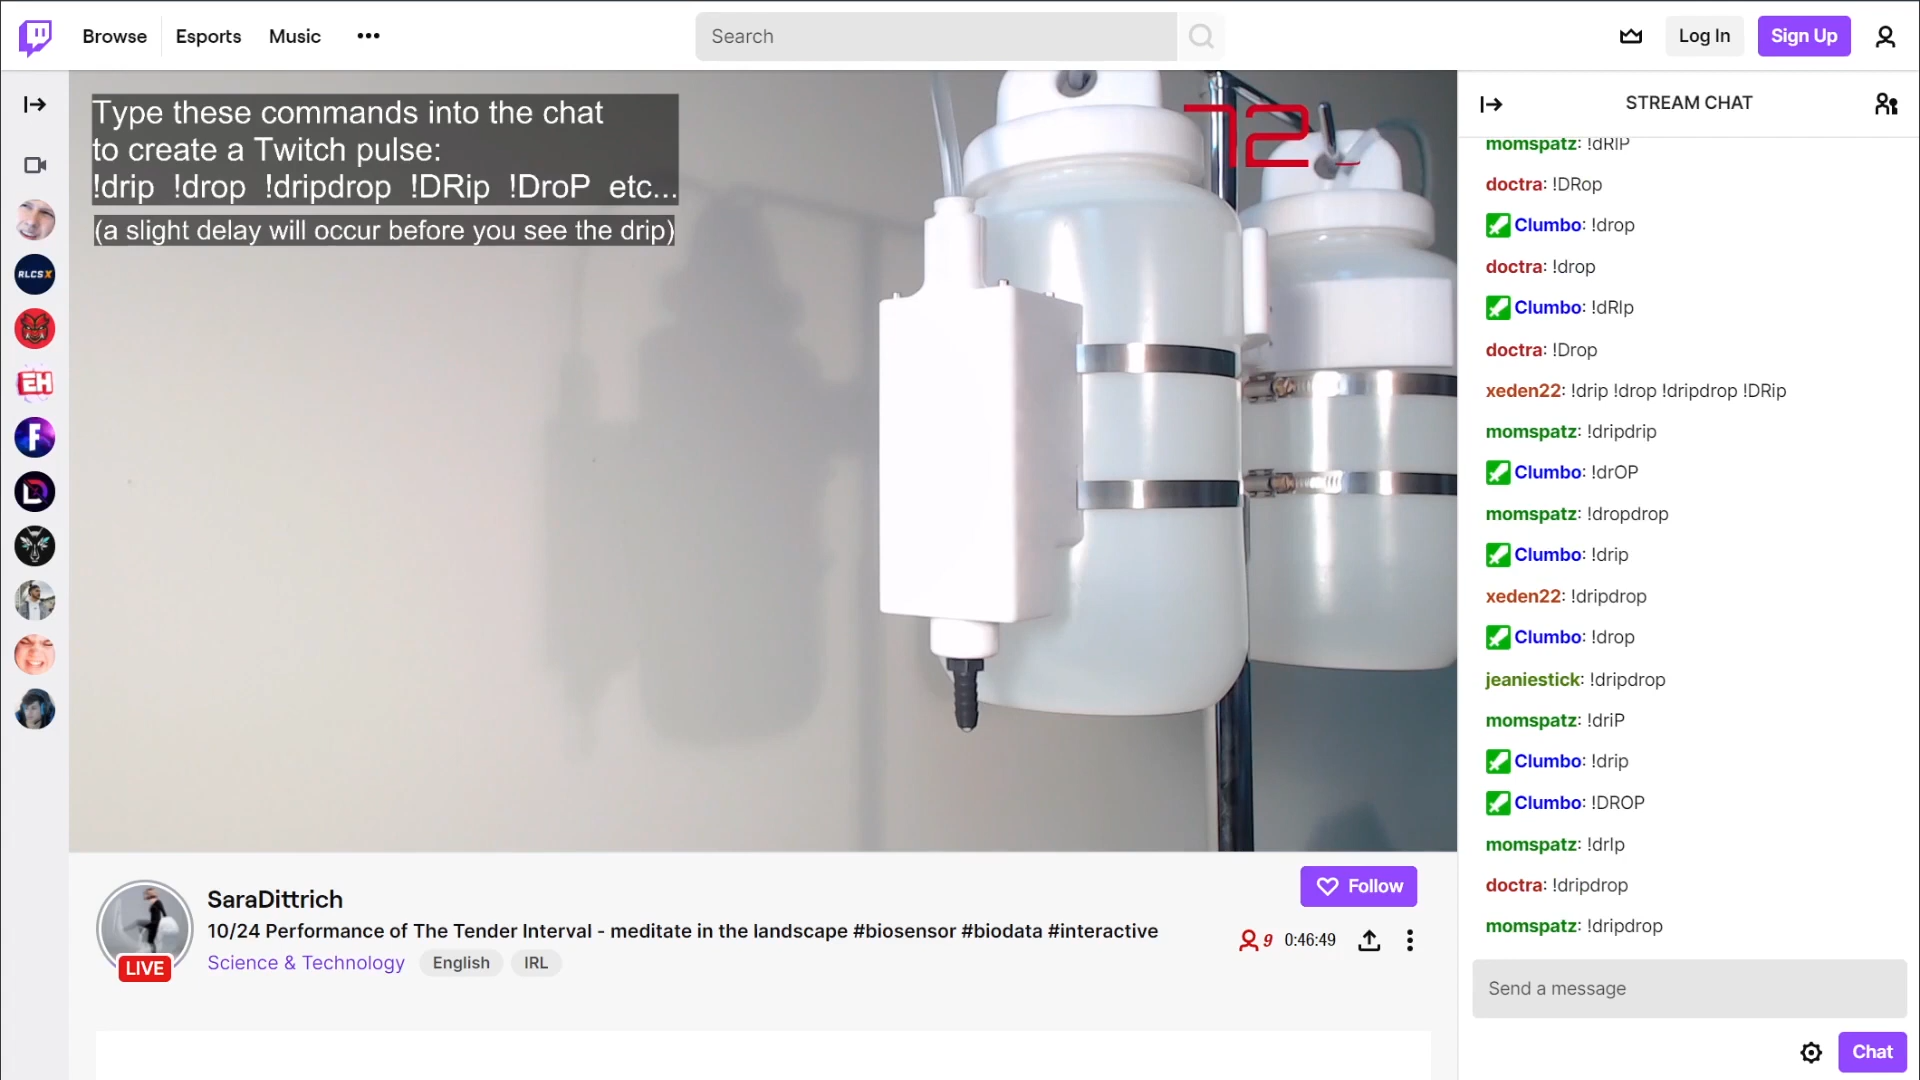 Browse
Esports
Music
Search
Log In
Sign Up
Type these commands into the chat
to create a Twitch pulse:
!drip !drop !dripdrop !DRip !DroP etc...
(a slight delay will occur before you see the drip)
72
RLCSX
EH
F
STREAM CHAT
momspatz: !dRIP
doctra: !DRop
Clumbo: !drop
doctra: !drop
Clumbo: !dRIp
doctra: !Drop
xeden22: !drip !drop !dripdrop !DRip
momspatz: !dripdrip
Clumbo: !drOP
momspatz: !dropdrop
Clumbo: !drip
xeden22: !dripdrop
Clumbo: !drop
jeaniestick: !dripdrop
momspatz: !driP
Clumbo: !drip
Clumbo: !DROP
momspatz: !drIp
doctra: !dripdrop
momspatz: !dripdrop
Send a message
Chat
SaraDittrich
Follow
10/24 Performance of The Tender Interval - meditate in the landscape #biosensor #biodata #interactive
9 0:46:49
LIVE
Science & Technology
English
IRL